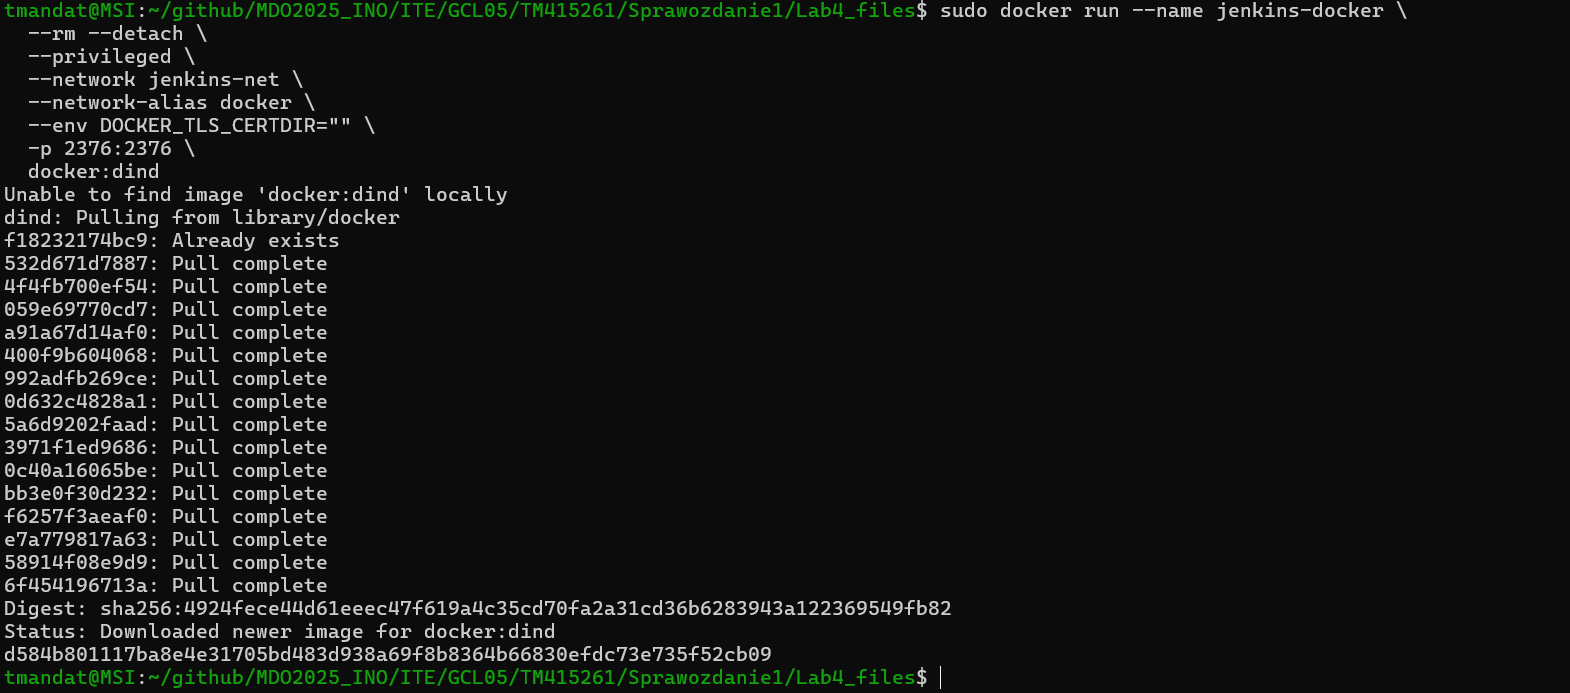 tmandat@MSI:~/github/MDO2025_INO/ITE/GCL05/TM415261/Sprawozdanie1/Lab4_files$ sudo docker run --name jenkins-docker \
  --rm --detach \
  --privileged \
  --network jenkins-net \
  --network-alias docker \
  --env DOCKER_TLS_CERTDIR="" \
  -p 2376:2376 \
  docker:dind
Unable to find image 'docker:dind' locally
dind: Pulling from library/docker
f18232174bc9: Already exists
532d671d7887: Pull complete
4f4fb700ef54: Pull complete
059e69770cd7: Pull complete
a91a67d14af0: Pull complete
400f9b604068: Pull complete
992adfb269ce: Pull complete
0d632c4828a1: Pull complete
5a6d9202faad: Pull complete
3971f1ed9686: Pull complete
0c40a16065be: Pull complete
bb3e0f30d232: Pull complete
f6257f3aeaf0: Pull complete
e7a779817a63: Pull complete
58914f08e9d9: Pull complete
6f454196713a: Pull complete
Digest: sha256:4924fece44d61eeec47f619a4c35cd70fa2a31cd36b6283943a122369549fb82
Status: Downloaded newer image for docker:dind
d584b801117ba8e4e31705bd483d938a69f8b8364b66830efdc73e735f52cb09
tmandat@MSI:~/github/MDO2025_INO/ITE/GCL05/TM415261/Sprawozdanie1/Lab4_files$